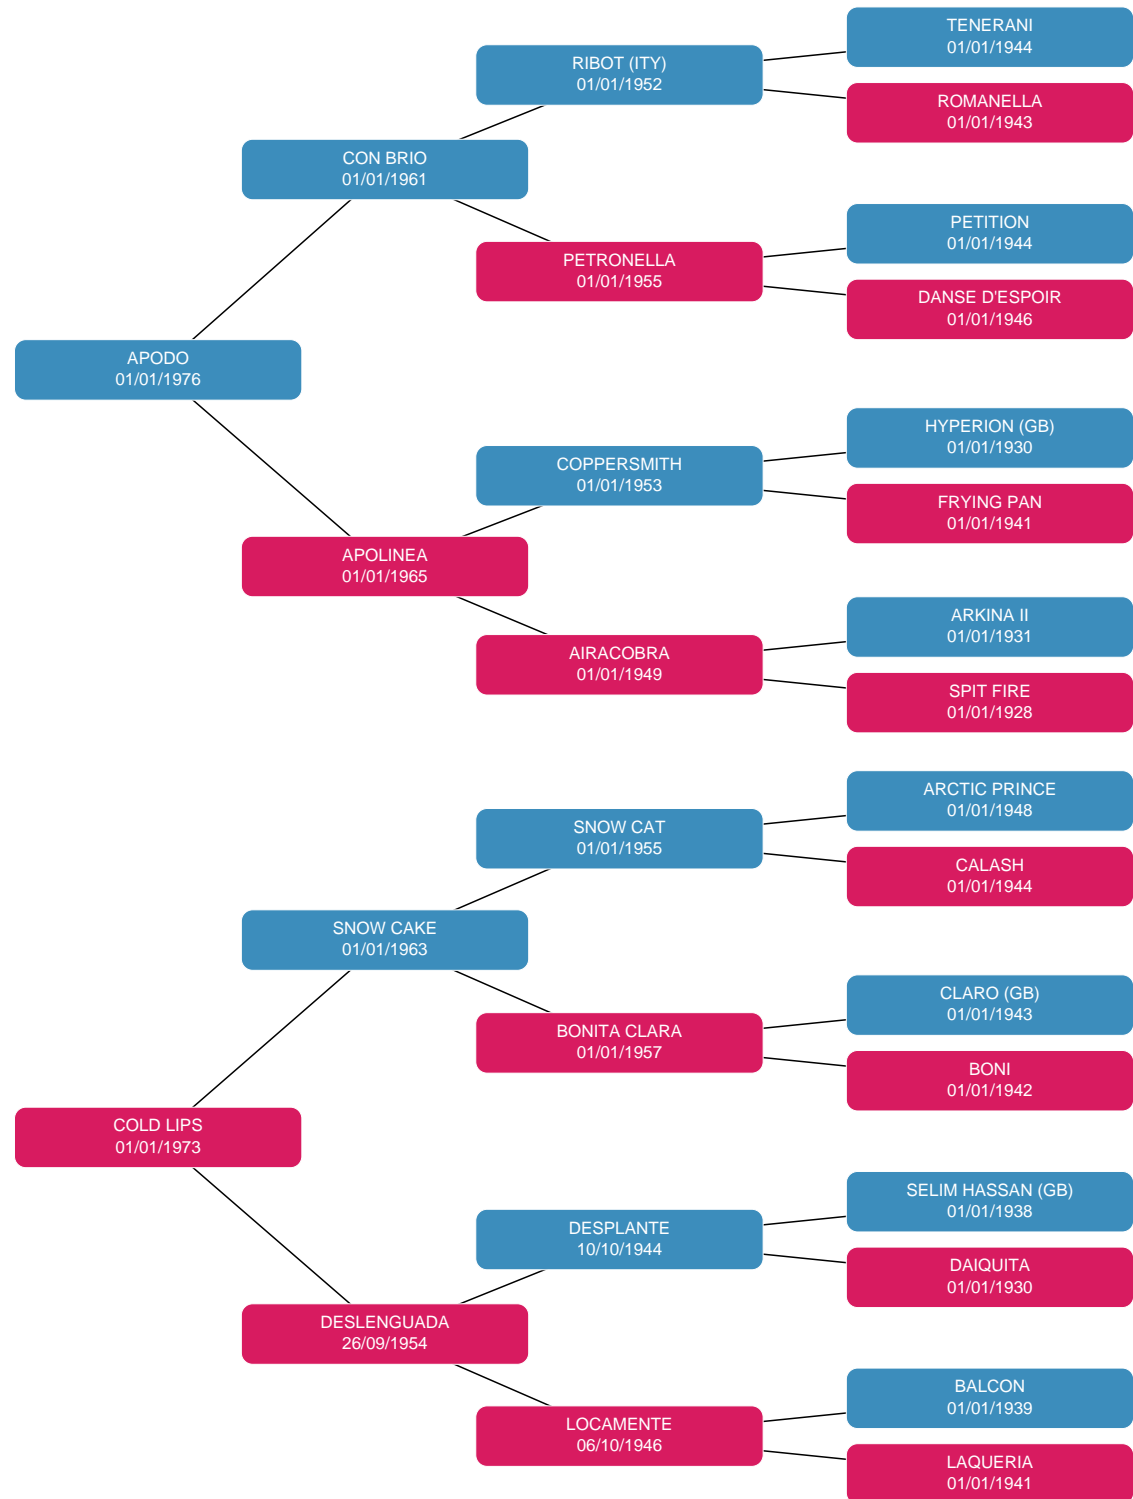 TENERANI
01/01/1944
RIBOT (ITY)
01/01/1952
ROMANELLA
01/01/1943
CON BRIO
01/01/1961
PETITION
01/01/1944
PETRONELLA
01/01/1955
DANSE D'ESPOIR
01/01/1946
APODO
01/01/1976
HYPERION (GB)
01/01/1930
COPPERSMITH
01/01/1953
FRYING PAN
01/01/1941
APOLINEA
01/01/1965
ARKINA II
01/01/1931
AIRACOBRA
01/01/1949
SPIT FIRE
01/01/1928
ARCTIC PRINCE
01/01/1948
SNOW CAT
01/01/1955
CALASH
01/01/1944
SNOW CAKE
01/01/1963
CLARO (GB)
01/01/1943
BONITA CLARA
01/01/1957
BONI
01/01/1942
COLD LIPS
01/01/1973
SELIM HASSAN (GB)
01/01/1938
DESPLANTE
10/10/1944
DAIQUITA
01/01/1930
DESLENGUADA
26/09/1954
BALCON
01/01/1939
LOCAMENTE
06/10/1946
LAQUERIA
01/01/1941